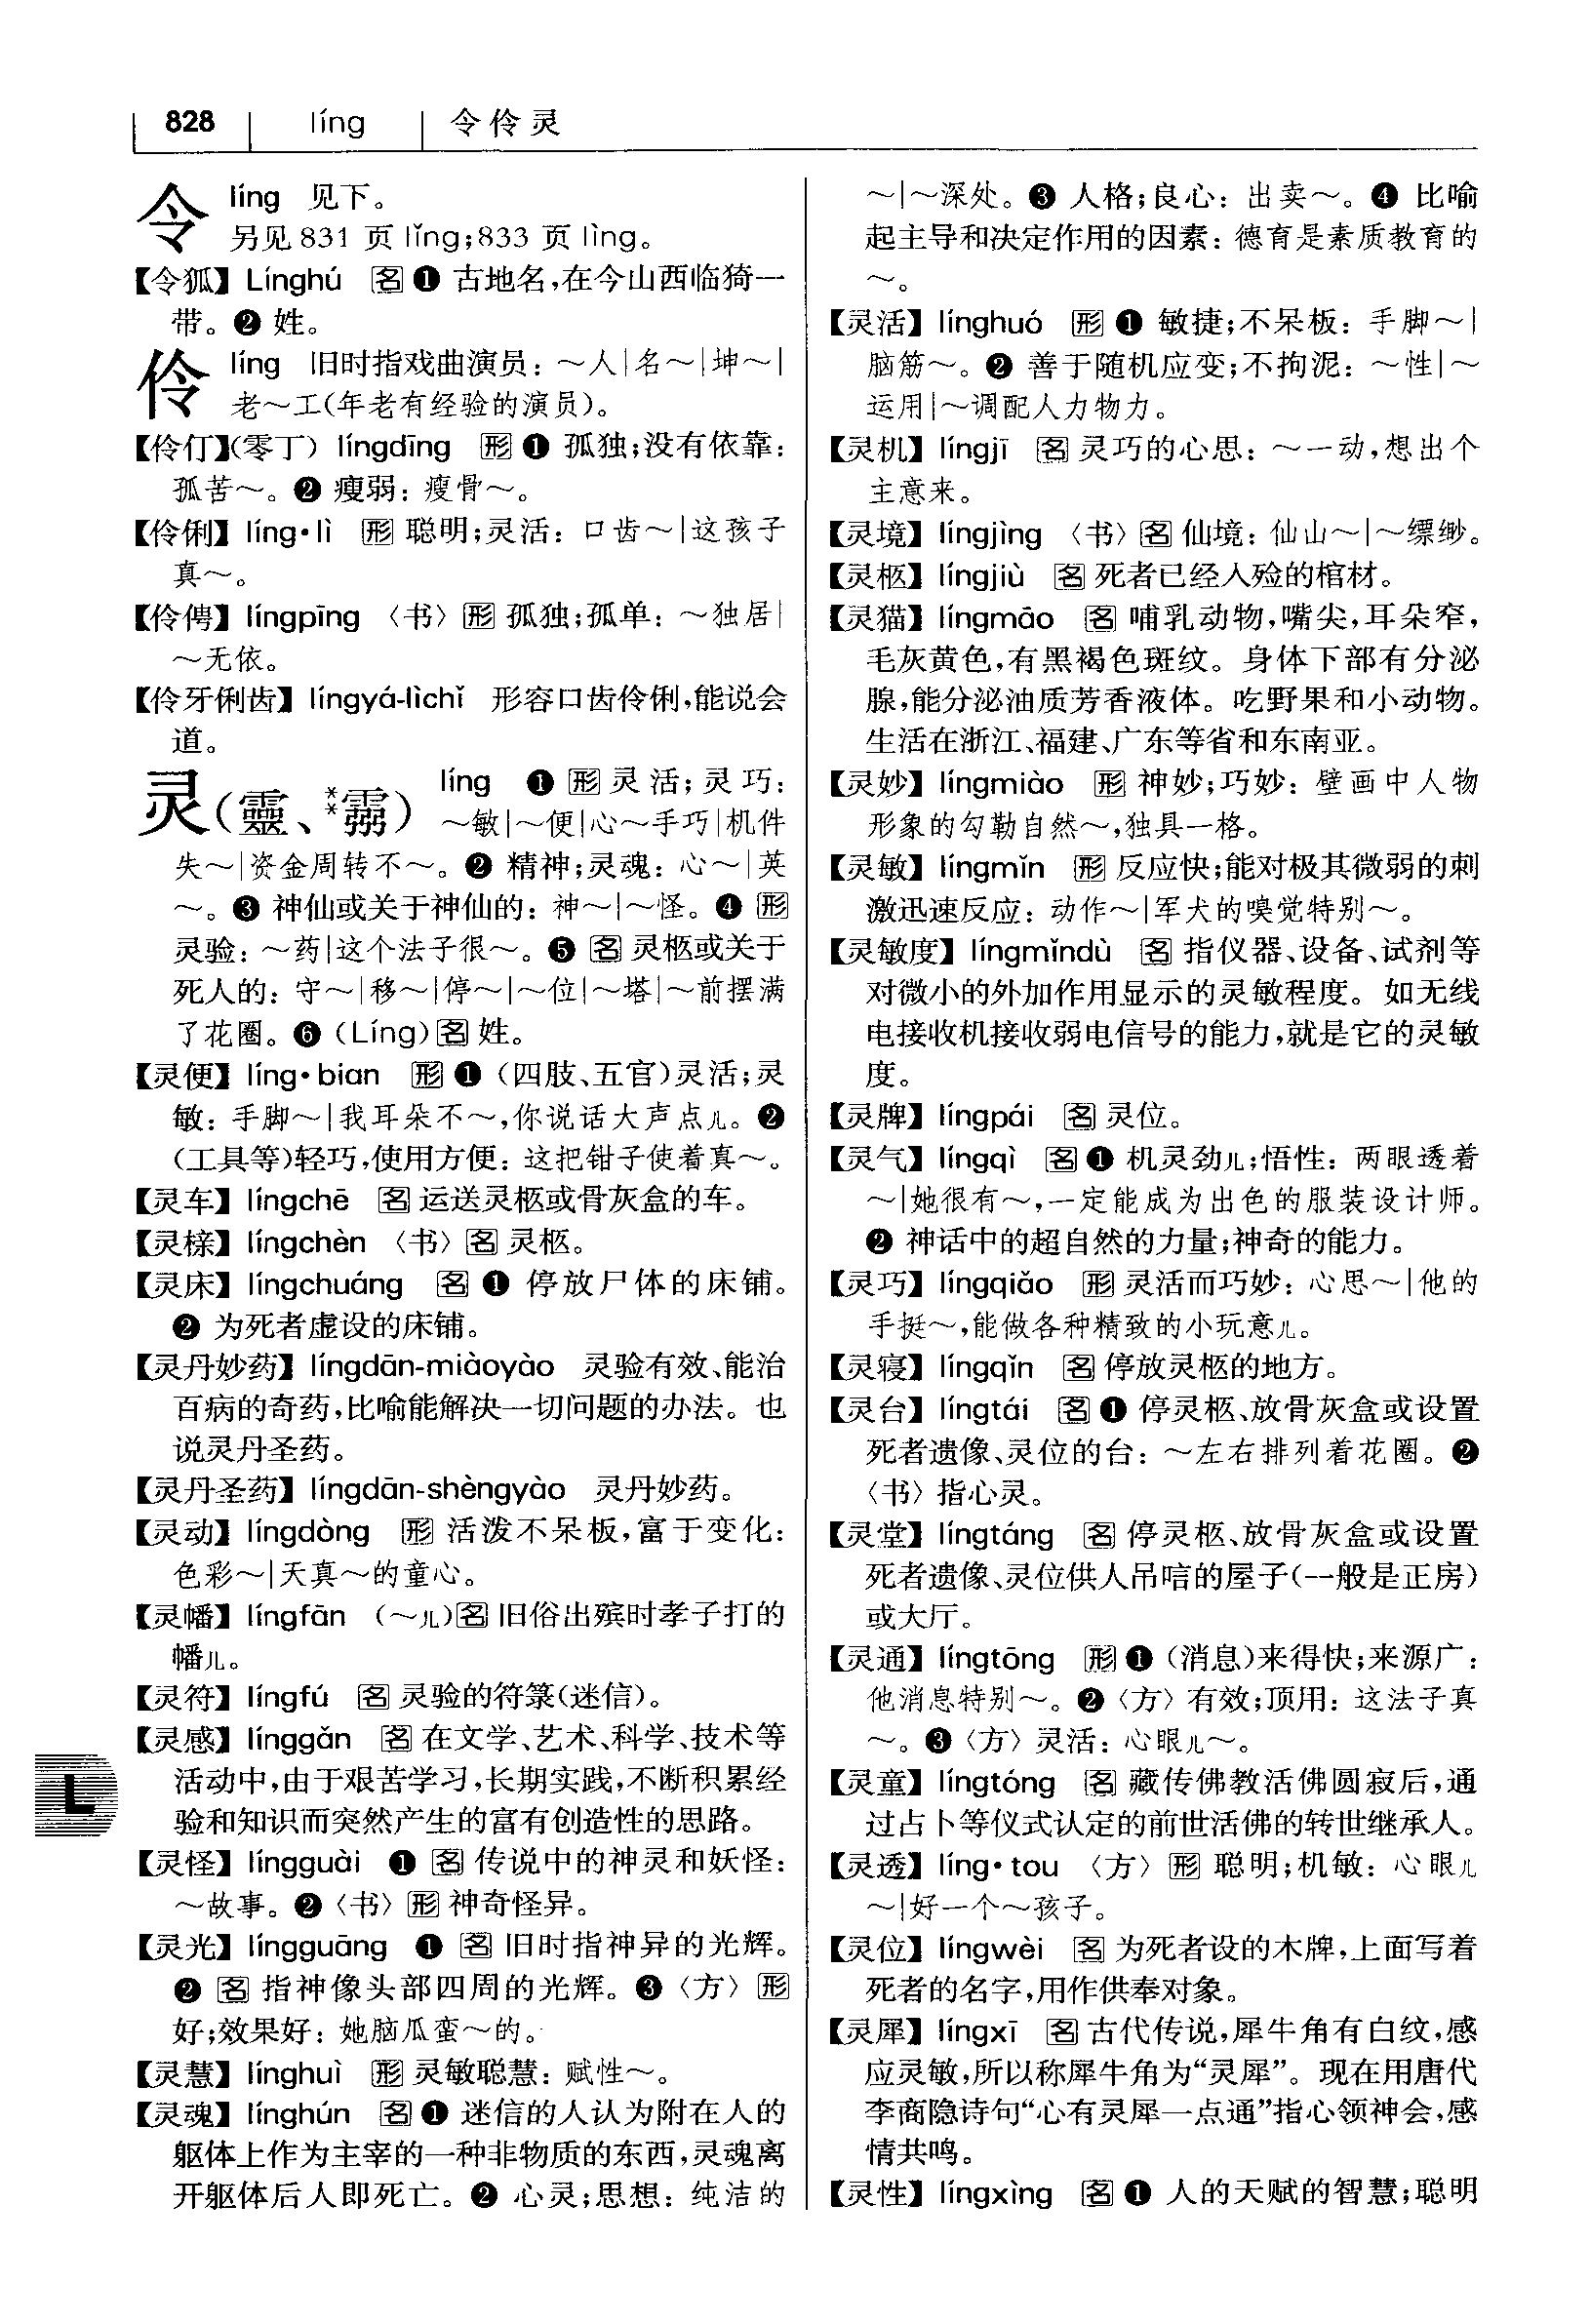 828 líng 令伶灵
令 líng 见下。
另见831 页 lǐng;833 页 lìng。
【令狐】 Línghú 名❶ 古地名,在今山西临猗一
带。❷ 姓。
伶 líng 旧时指戏曲演员: ～人|名～|坤～|
老～工(年老有经验的演员)。
【伶仃】(零丁) língdīng 形❶ 孤独;没有依靠:
孤苦～。❷ 瘦弱: 瘦骨～。
【伶俐】 líng·lì 形 聪明;灵活: 口齿～|这孩子
真～。
【伶俜】 língpīng 〈书〉形 孤独;孤单: ～独居|
～无依。
【伶牙俐齿】 língyá-lìchǐ 形容口齿伶俐,能说会
道。
灵(靈、**霛) líng ❶ 形 灵活;灵巧:
～敏|～便|心～手巧|机件
失～|资金周转不～。❷ 精神;灵魂: 心～|英
～。❸ 神仙或关于神仙的: 神～|～怪。❹ 形
灵验: ～药|这个法子很～。❺ 名 灵柩或关于
死人的: 守～|移～|停～|～位|～塔|～前摆满
了花圈。❻ (Líng)名 姓。
【灵便】 líng·bian 形❶ (四肢、五官)灵活;灵
敏: 手脚～|我耳朵不～,你说话大声点儿。❷
(工具等)轻巧,使用方便: 这把钳子使着真～。
【灵车】 língchē 名 运送灵柩或骨灰盒的车。
【灵榇】 língchèn 〈书〉名 灵柩。
【灵床】 língchuáng 名 ❶ 停放尸体的床铺。
❷ 为死者虚设的床铺。
【灵丹妙药】 língdān-miàoyào 灵验有效、能治
百病的奇药,比喻能解决一切问题的办法。也
说灵丹圣药。
【灵丹圣药】 língdān-shèngyào 灵丹妙药。
【灵动】 língdòng 形 活泼不呆板,富于变化:
色彩～|天真～的童心。
【灵幡】 língfān (～儿)名 旧俗出殡时孝子打的
幡儿。
【灵符】 língfú 名 灵验的符箓(迷信)。
【灵感】 línggǎn 名 在文学、艺术、科学、技术等
活动中,由于艰苦学习,长期实践,不断积累经
验和知识而突然产生的富有创造性的思路。
【灵怪】 língguài ❶ 名 传说中的神灵和妖怪:
～故事。❷〈书〉形 神奇怪异。
【灵光】 língguāng ❶ 名 旧时指神异的光辉。
❷ 名 指神像头部四周的光辉。❸〈方〉形
好;效果好: 她脑瓜蛮～的。
【灵慧】 línghuì 形 灵敏聪慧: 赋性～。
【灵魂】 línghún 名❶ 迷信的人认为附在人的
躯体上作为主宰的一种非物质的东西,灵魂离
开躯体后人即死亡。❷ 心灵;思想: 纯洁的
～|～深处。❸ 人格;良心: 出卖～。❹ 比喻
起主导和决定作用的因素: 德育是素质教育的
～。
【灵活】 línghuó 形 ❶ 敏捷;不呆板: 手脚～|
脑筋～。❷ 善于随机应变;不拘泥: ～性|～
运用|～调配人力物力。
【灵机】 língjī 名 灵巧的心思: ～一动,想出个
主意来。
【灵境】 língjìng 〈书〉名 仙境: 仙山～|～缥缈。
【灵柩】 língjiù 名 死者已经入殓的棺材。
【灵猫】 língmāo 名 哺乳动物,嘴尖,耳朵窄,
毛灰黄色,有黑褐色斑纹。身体下部有分泌
腺,能分泌油质芳香液体。吃野果和小动物。
生活在浙江、福建、广东等省和东南亚。
【灵妙】 língmiào 形 神妙;巧妙: 壁画中人物
形象的勾勒自然～,独具一格。
【灵敏】 língmǐn 形 反应快;能对极其微弱的刺
激迅速反应: 动作～|军犬的嗅觉特别～。
【灵敏度】 língmǐndù 名 指仪器、设备、试剂等
对微小的外加作用显示的灵敏程度。如无线
电接收机接收弱电信号的能力,就是它的灵敏
度。
【灵牌】 língpái 名 灵位。
【灵气】 língqì 名❶ 机灵劲儿;悟性: 两眼透着
～|她很有～,一定能成为出色的服装设计师。
❷ 神话中的超自然的力量;神奇的能力。
【灵巧】 língqiǎo 形 灵活而巧妙: 心思～|他的
手挺～,能做各种精致的小玩意儿。
【灵寝】 língqǐn 名 停放灵柩的地方。
【灵台】 língtái 名❶ 停灵柩、放骨灰盒或设置
死者遗像、灵位的台: ～左右排列着花圈。❷
〈书〉指心灵。
【灵堂】 língtáng 名 停灵柩、放骨灰盒或设置
死者遗像、灵位供人吊唁的屋子(一般是正房)
或大厅。
【灵通】 língtōng 形❶ (消息)来得快;来源广:
他消息特别～。❷〈方〉有效;顶用: 这法子真
～。❸〈方〉灵活: 心眼儿～。
【灵童】 língtóng 名 藏传佛教活佛圆寂后,通
过占卜等仪式认定的前世活佛的转世继承人。
【灵透】 líng·tou 〈方〉形 聪明;机敏: 心眼儿
～|好一个～孩子。
【灵位】 língwèi 名 为死者设的木牌,上面写着
死者的名字,用作供奉对象。
【灵犀】 língxī 名 古代传说,犀牛角有白纹,感
应灵敏,所以称犀牛角为“灵犀”。现在用唐代
李商隐诗句“心有灵犀一点通”指心领神会,感
情共鸣。
【灵性】 língxìng 名❶ 人的天赋的智慧;聪明
L